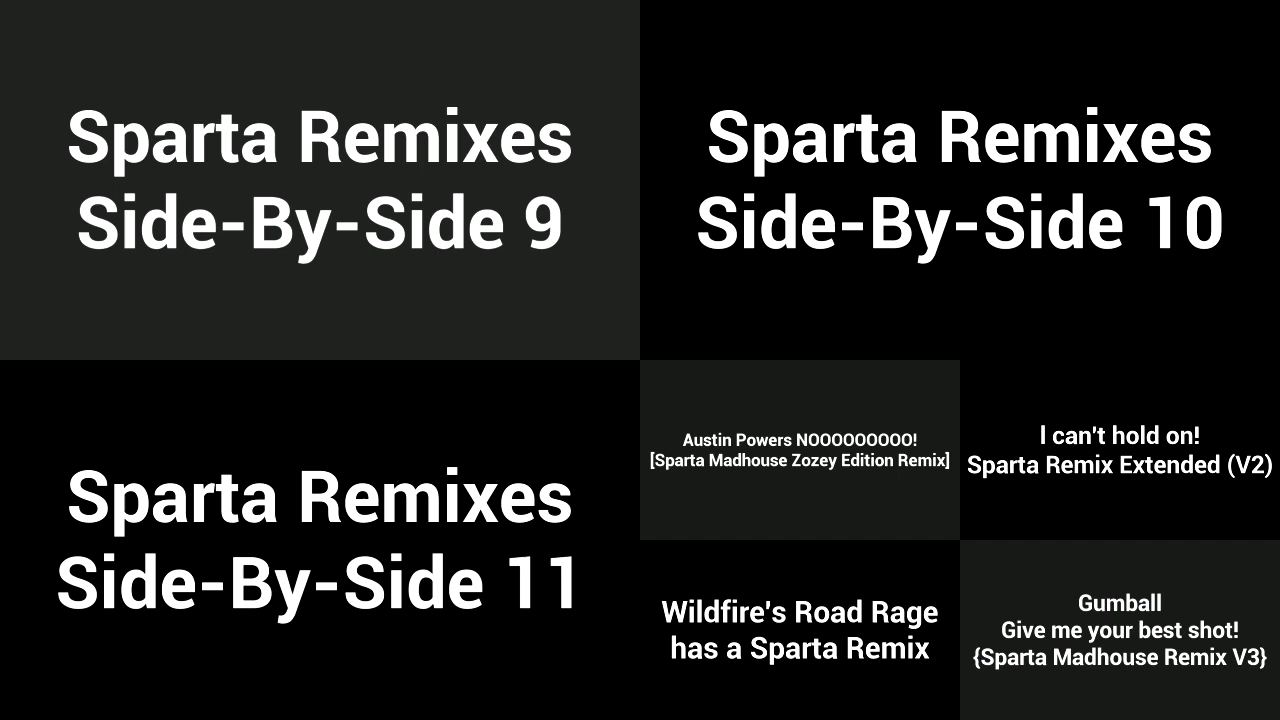 Sparta Remixes
Side-By-Side 9
Sparta Remixes
Side-By-Side 10
Sparta Remixes
Side-By-Side 11
Austin Powers NOOOOOOOOO!
[Sparta Madhouse Zozey Edition Remix]
I can't hold on!
Sparta Remix Extended (V2)
Wildfire's Road Rage
has a Sparta Remix
Gumball
Give me your best shot!
{Sparta Madhouse Remix V3}